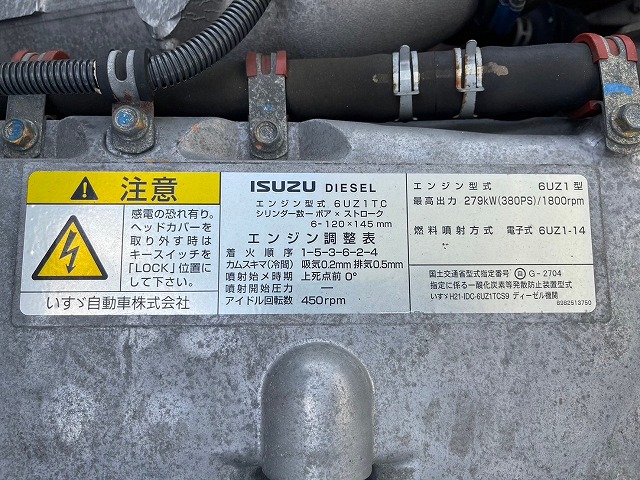 注意
感電の恐れ有り。
ヘッドカバーを
取り外す時は
キースイッチを
「LOCK」位置に
して下さい。
いすゞ自動車株式会社
ISUZU DIESEL
エンジン型式 6UZ1TC
シリンダ数ー ボア × ストローク
6-120×145mm
エンジン調整表
着火順序 1-5-3-6-2-4
カムスキマ(冷間) 吸気0.2mm 排気0.5mm
噴射始メ時期 上死点前 0°
噴射開始圧力 ー
アイドル回転数 450rpm
エンジン型式 6UZ1型
最高出力 279kW(380PS)/1800rpm
燃料噴射方式 電子式 6UZ1-14
国土交通省型式指定番号 G-2704
指定に係る一酸化炭素等発散防止装置型式
いすゞH21-IDC-6UZ1TCS9 ディーゼル機関
8982513750